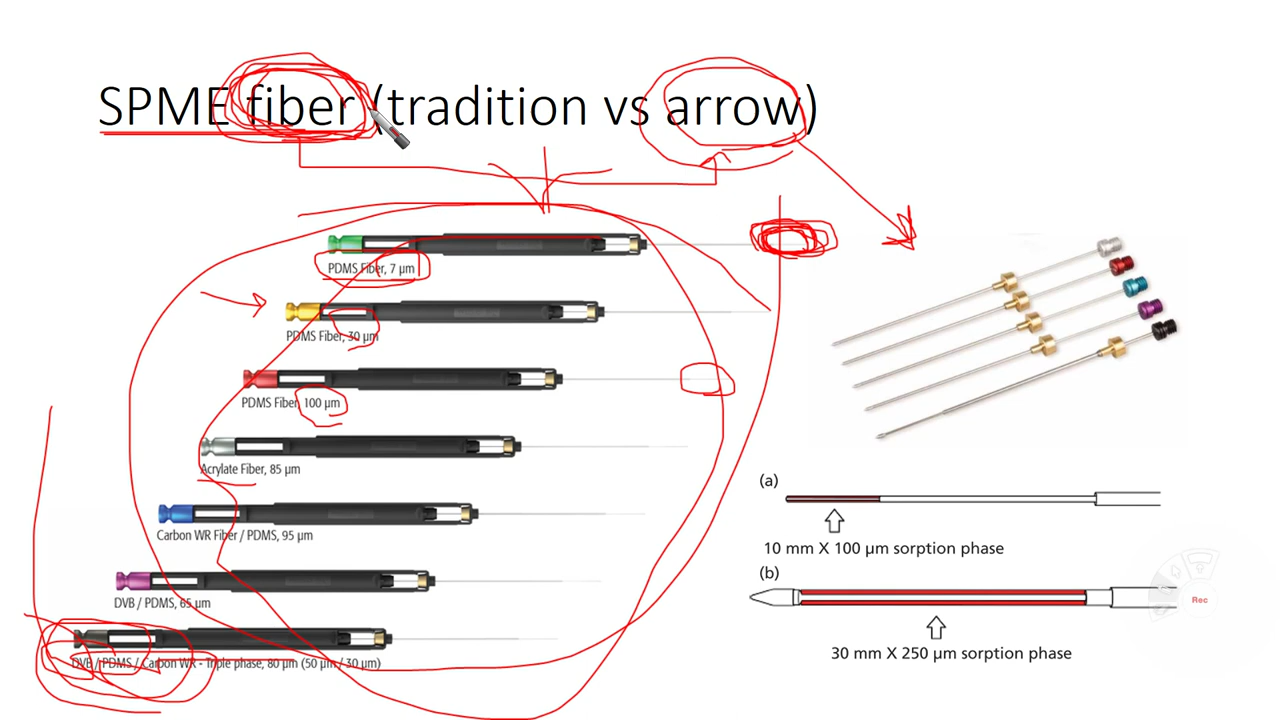 SPME fiber (tradition vs arrow)
PDMS Fiber, 7 µm
PDMS Fiber, 30 µm
PDMS Fiber, 100 µm
Acrylate Fiber, 85 µm
Carbon WR Fiber / PDMS, 95 µm
DVB / PDMS, 65 µm
DVB / PDMS / Carbon WR - Triple phase, 80 µm (50 µm / 30 µm)
(a)
10 mm X 100 µm sorption phase
(b)
30 mm X 250 µm sorption phase
Rec